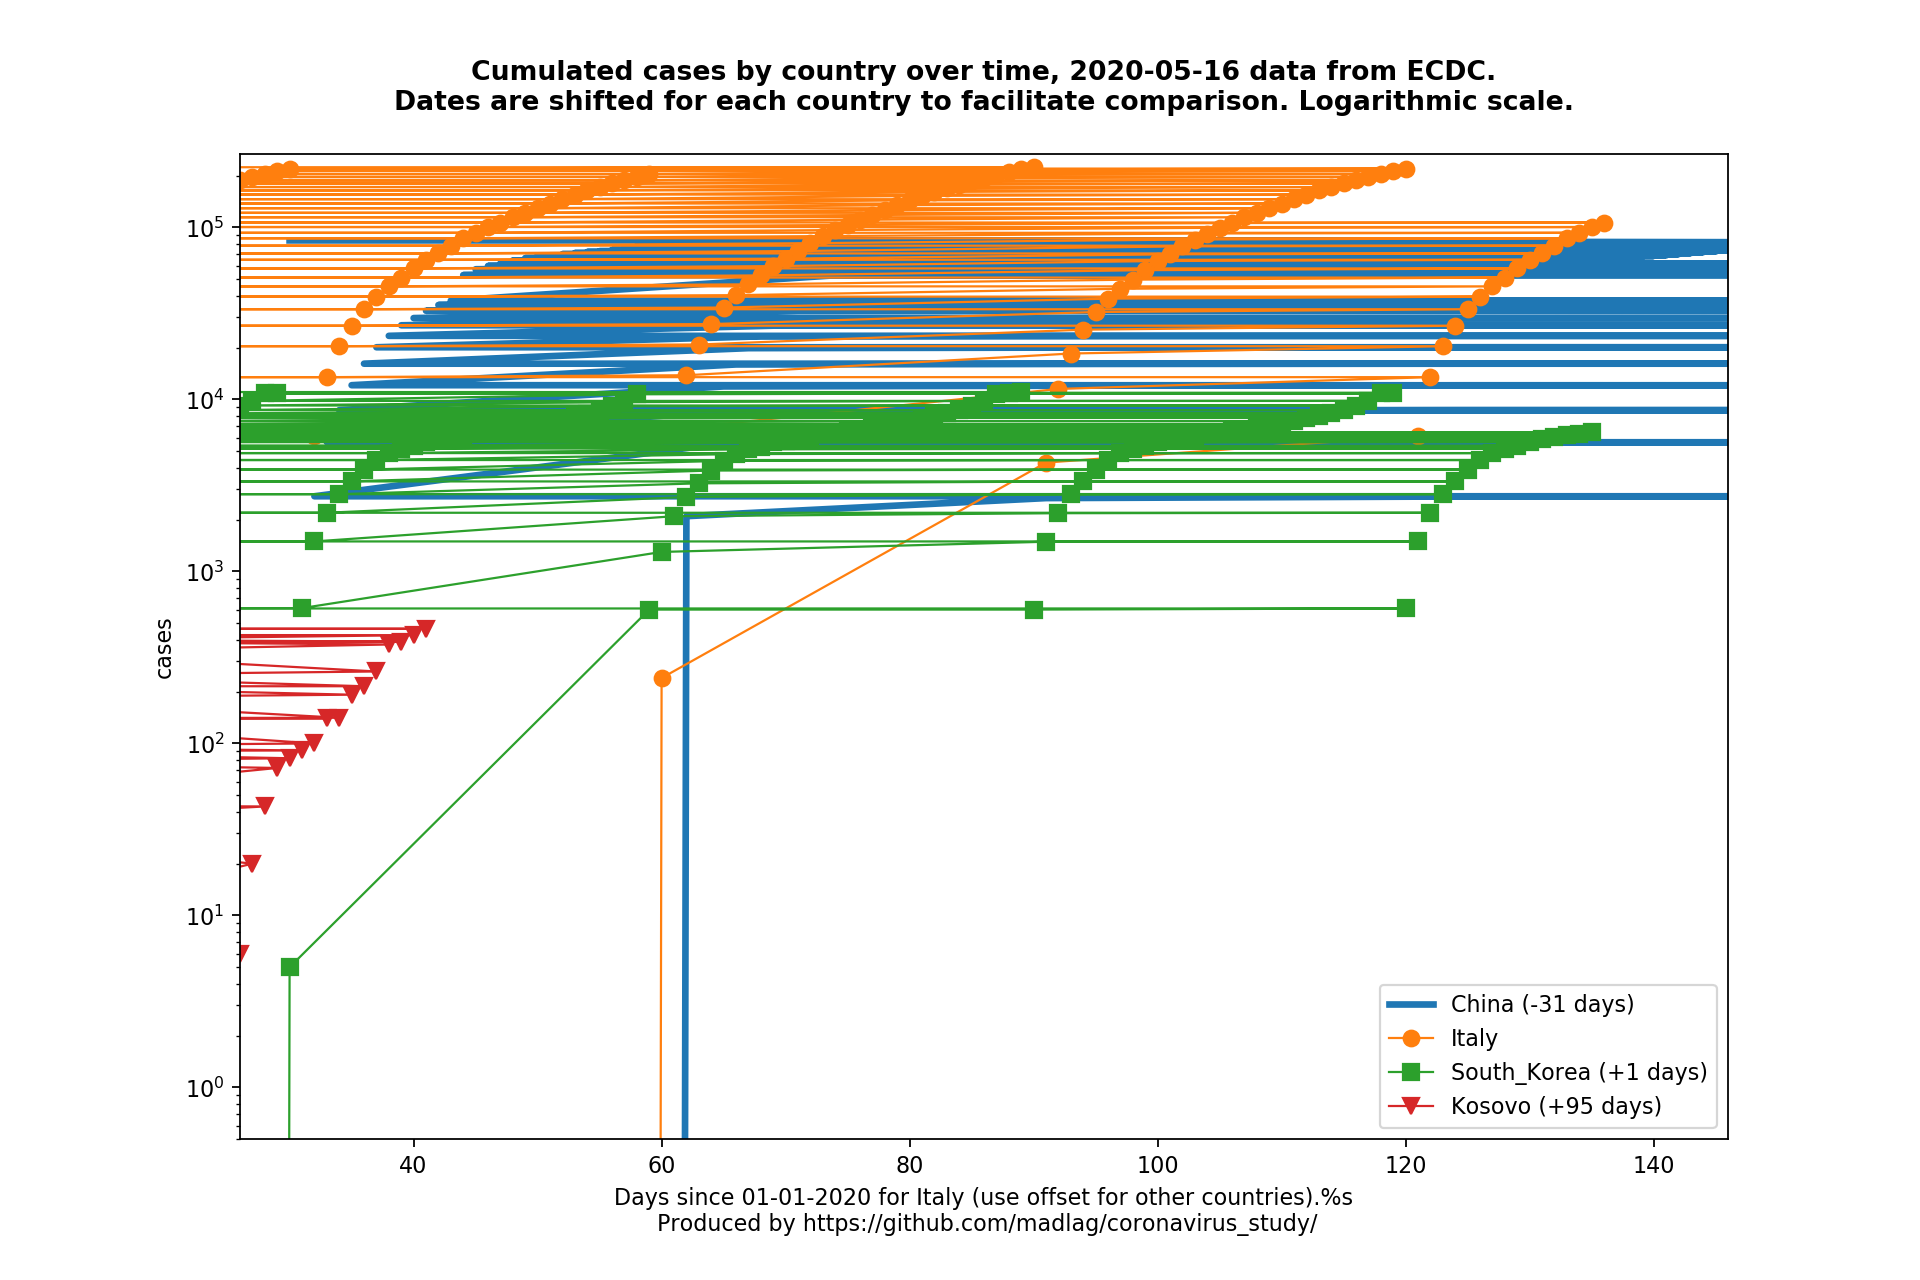 Cumulated cases by country over time, 2020-05-16 data from ECDC.
Dates are shifted for each country to facilitate comparison. Logarithmic scale.
cases
10^5
10^4
10^3
10^2
10^1
10^0
China (-31 days)
Italy
South_Korea (+1 days)
Kosovo (+95 days)
40 60 80 100 120 140
Days since 01-01-2020 for Italy (use offset for other countries).%s
Produced by https://github.com/madlag/coronavirus_study/